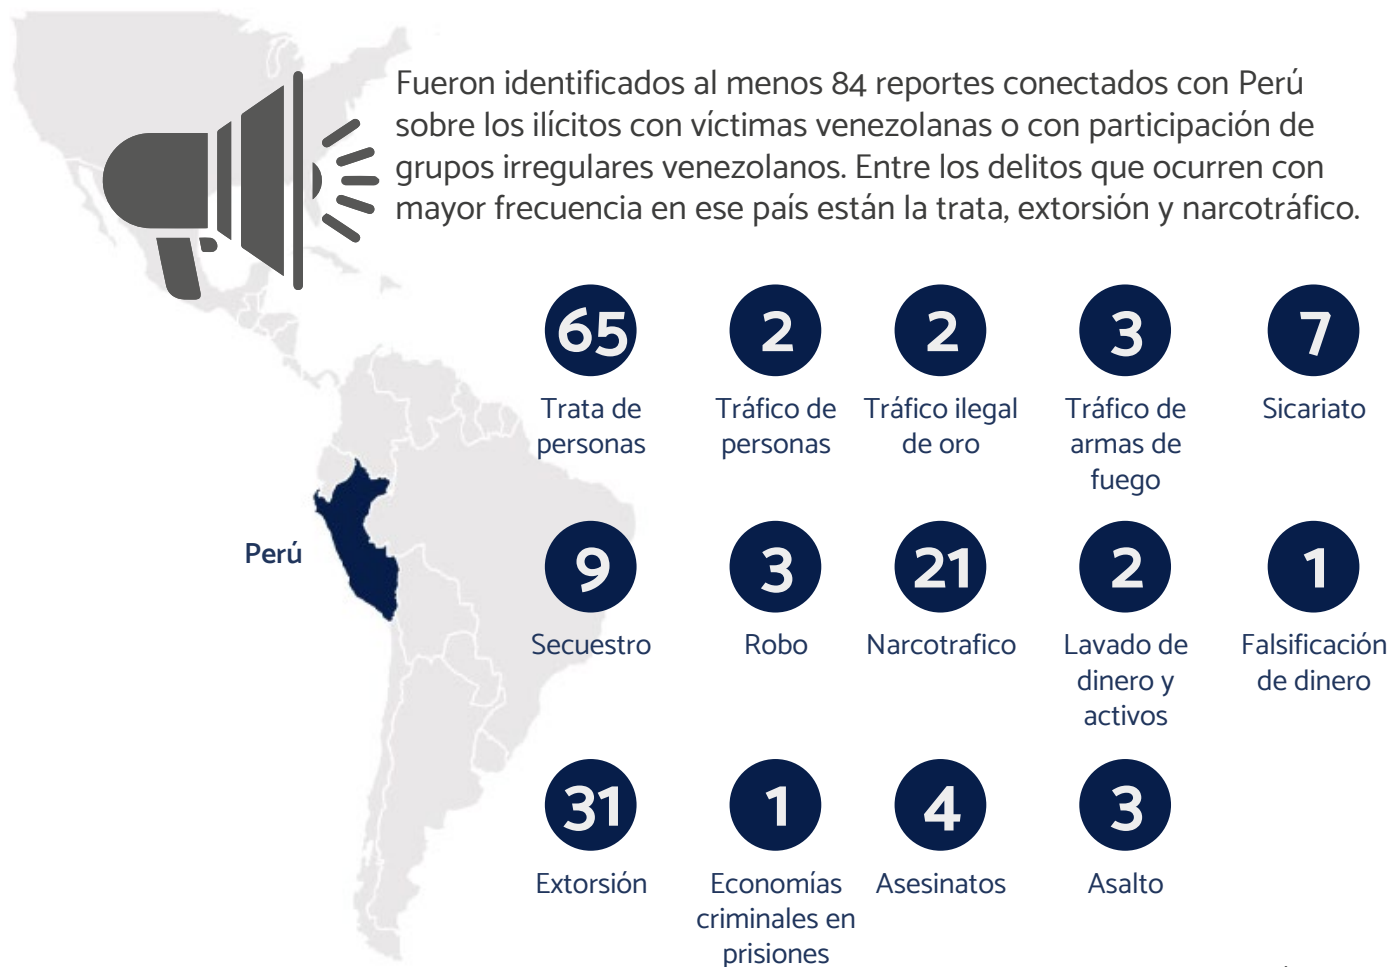 Fueron identificados al menos 84 reportes conectados con Perú
sobre los ilícitos con víctimas venezolanas o con participación de
grupos irregulares venezolanos. Entre los delitos que ocurren con
mayor frecuencia en ese país están la trata, extorsión y narcotráfico.
65
Trata de
personas
2
Tráfico de
personas
2
Tráfico ilegal
de oro
3
Tráfico de
armas de
fuego
7
Sicariato
Perú
9
Secuestro
3
Robo
21
Narcotrafico
2
Lavado de
dinero y
activos
1
Falsificación
de dinero
31
Extorsión
1
Economías
criminales en
prisiones
4
Asesinatos
3
Asalto